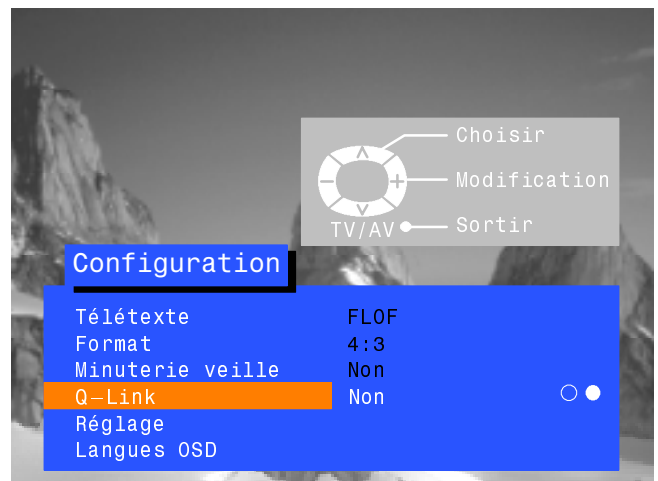 Choisir
Modification
TV/AV Sortir
Configuration
Télétexte FLOF
Format 4:3
Minuterie veille Non
Q–Link Non
Réglage
Langues OSD